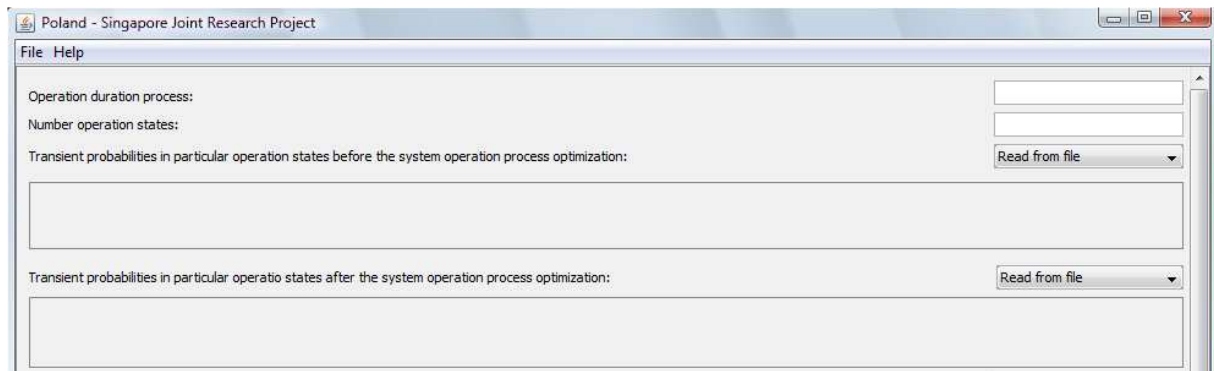 Poland - Singapore Joint Research Project
File Help
Operation duration process:
Number operation states:
Transient probabilities in particular operation states before the system operation process optimization: Read from file
Transient probabilities in particular operatio states after the system operation process optimization: Read from file